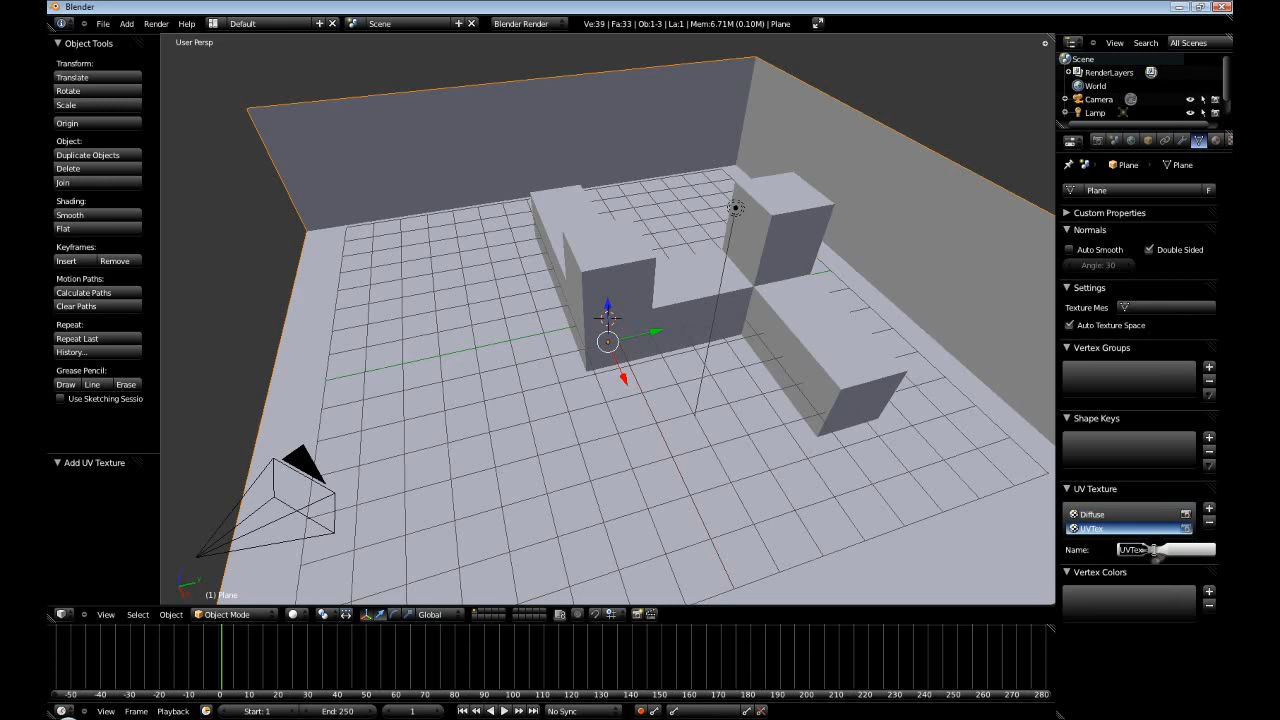 Blender
File Add Render Help Default Scene Blender Render Ve:39 | Fa:33 | Ob:1-3 | La:1 | Mem:6.71M (0.10M) | Plane
Object Tools
Transform:
Translate
Rotate
Scale
Origin
Object:
Duplicate Objects
Delete
Join
Shading:
Smooth
Flat
Keyframes:
Insert Remove
Motion Paths:
Calculate Paths
Clear Paths
Repeat:
Repeat Last
History...
Grease Pencil:
Draw Line Erase
Use Sketching Sessio
Add UV Texture
User Persp
(1) Plane
View Select Object Object Mode Global
View Search All Scenes
Scene
RenderLayers
World
Camera
Lamp
Plane Plane
Plane F
Custom Properties
Normals
Auto Smooth Double Sided
Angle: 30
Settings
Texture Mes
Auto Texture Space
Vertex Groups
Shape Keys
UV Texture
Diffuse
UVTex
Name: UVTex
Vertex Colors
-50 -40 -30 -20 -10 0 10 20 30 40 50 60 70 80 90 100 110 120 130 140 150 160 170 180 190 200 210 220 230 240 250 260 270 280
View Frame Playback Start: 1 End: 250 1 No Sync